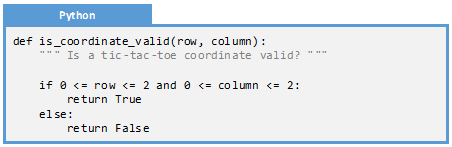 Python
def is_coordinate_valid(row, column):
    """ Is a tic-tac-toe coordinate valid? """

    if 0 <= row <= 2 and 0 <= column <= 2:
        return True
    else:
        return False